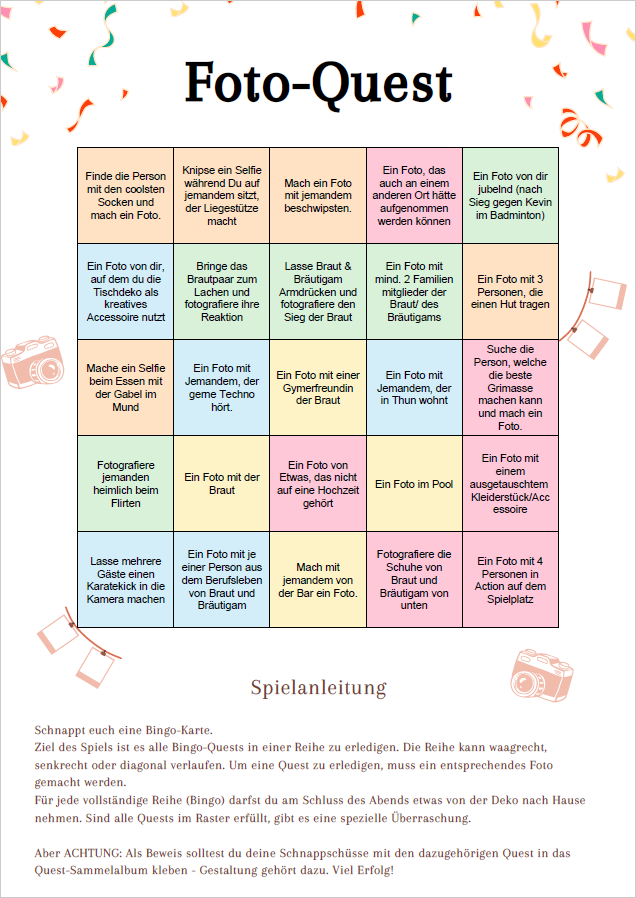 Foto-Quest
Finde die Person
mit den coolsten
Socken und
mach ein Foto.
Knipse ein Selfie
während Du auf
jemandem sitzt,
der Liegestütze
macht
Mach ein Foto
mit jemandem
beschwipsten.
Ein Foto, das
auch an einem
anderen Ort hätte
aufgenommen
werden können
Ein Foto von dir
jubelnd (nach
Sieg gegen Kevin
im Badminton)
Ein Foto von dir,
auf dem du die
Tischdeko als
kreatives
Accessoire nutzt
Bringe das
Brautpaar zum
Lachen und
fotografiere ihre
Reaktion
Lasse Braut &
Bräutigam
Armdrücken und
fotografiere den
Sieg der Braut
Ein Foto mit
mind. 2 Familien
mitglieder der
Braut/ des
Bräutigams
Ein Foto mit 3
Personen, die
einen Hut tragen
Mache ein Selfie
beim Essen mit
der Gabel im
Mund
Ein Foto mit
Jemandem, der
gerne Techno
hört.
Ein Foto mit einer
Gymerfreundin
der Braut
Ein Foto mit
Jemandem, der
in Thun wohnt
Suche die
Person, welche
die beste
Grimasse
machen kann
und mach ein
Foto.
Fotografiere
jemanden
heimlich beim
Flirten
Ein Foto mit der
Braut
Ein Foto von
Etwas, das nicht
auf eine Hochzeit
gehört
Ein Foto im Pool
Ein Foto mit
einem
ausgetauschtem
Kleiderstück/Acc
essoire
Lasse mehrere
Gäste einen
Karatekick in die
Kamera machen
Ein Foto mit je
einer Person aus
dem Berufsleben
von Braut und
Bräutigam
Mach mit
jemandem von
der Bar ein Foto.
Fotografiere die
Schuhe von
Braut und
Bräutigam von
unten
Ein Foto mit 4
Personen in
Action auf dem
Spielplatz
Spielanleitung
Schnappt euch eine Bingo-Karte.
Ziel des Spiels ist es alle Bingo-Quests in einer Reihe zu erledigen. Die Reihe kann waagrecht,
senkrecht oder diagonal verlaufen. Um eine Quest zu erledigen, muss ein entsprechendes Foto
gemacht werden.
Für jede vollständige Reihe (Bingo) darfst du am Schluss des Abends etwas von der Deko nach Hause
nehmen. Sind alle Quests im Raster erfüllt, gibt es eine spezielle Überraschung.
Aber ACHTUNG: Als Beweis solltest du deine Schnappschüsse mit den dazugehörigen Quest in das
Quest-Sammelalbum kleben - Gestaltung gehört dazu. Viel Erfolg!